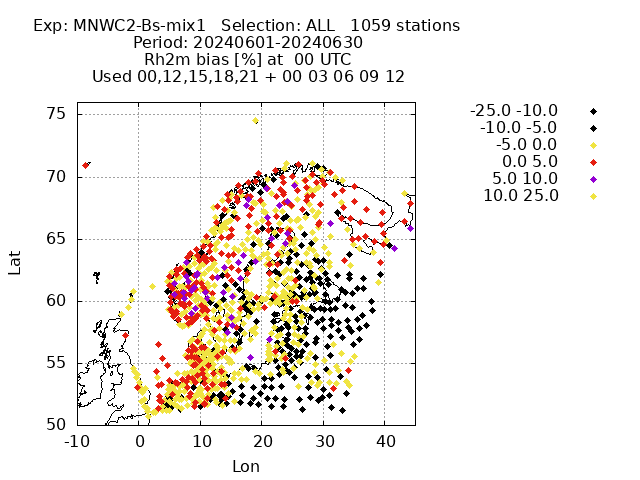 Exp: MNWC2-Bs-mix1   Selection: ALL   1059 stations
Period: 20240601-20240630
Rh2m bias [%] at  00 UTC
Used 00,12,15,18,21 + 00 03 06 09 12
-25.0 -10.0
-10.0 -5.0
-5.0 0.0
0.0 5.0
5.0 10.0
10.0 25.0
75
70
65
60
55
50
Lat
-10 0 10 20 30 40
Lon